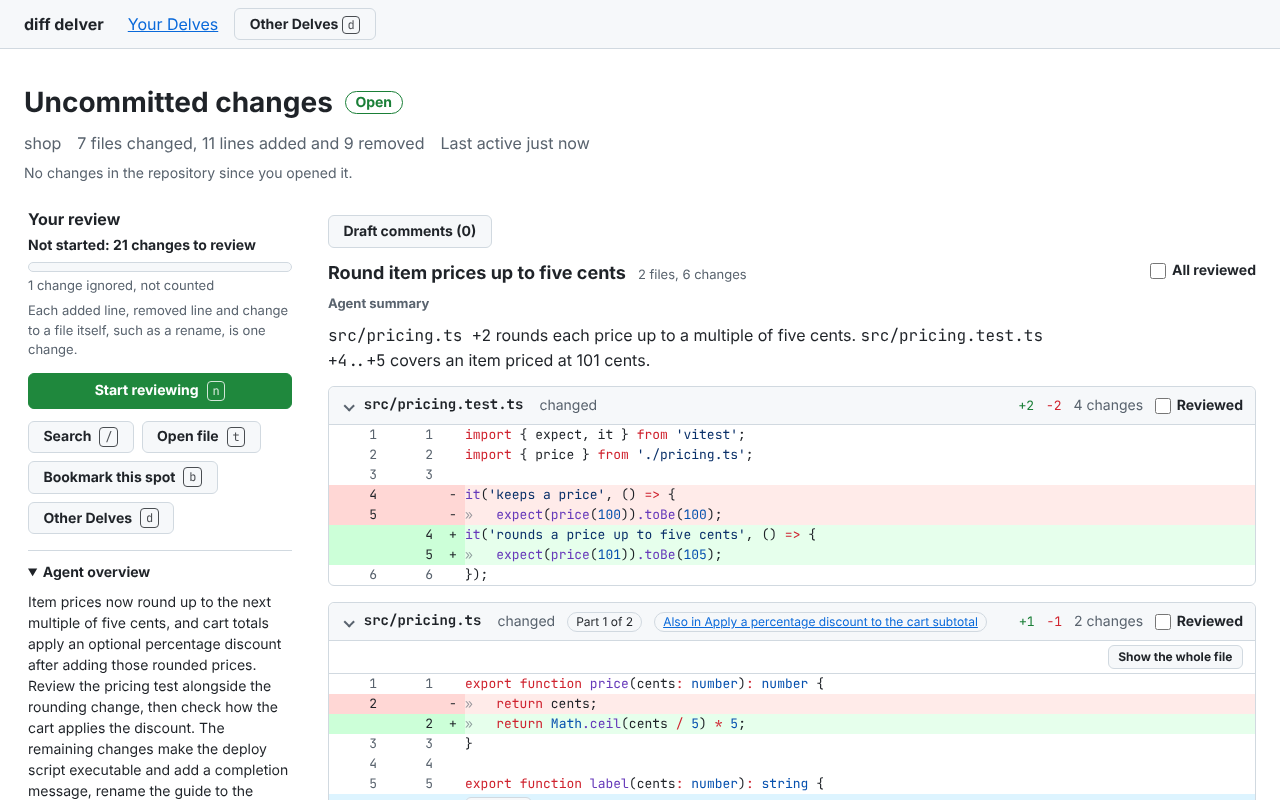 diff delver Your Delves Other Delves d
Uncommitted changes Open
shop 7 files changed, 11 lines added and 9 removed Last active just now
No changes in the repository since you opened it.
Your review
Not started: 21 changes to review
1 change ignored, not counted
Each added line, removed line and change
to a file itself, such as a rename, is one
change.
Start reviewing n
Search / Open file t
Bookmark this spot b
Other Delves d
▼ Agent overview
Item prices now round up to the next
multiple of five cents, and cart totals
apply an optional percentage discount
after adding those rounded prices.
Review the pricing test alongside the
rounding change, then check how the
cart applies the discount. The
remaining changes make the deploy
script executable and add a completion
message, rename the guide to the
Draft comments (0)
Round item prices up to five cents 2 files, 6 changes All reviewed
Agent summary
src/pricing.ts +2 rounds each price up to a multiple of five cents. src/pricing.test.ts
+4..+5 covers an item priced at 101 cents.
src/pricing.test.ts changed +2 -2 4 changes Reviewed
1 1 import { expect, it } from 'vitest';
2 2 import { price } from './pricing.ts';
3 3
4 - it('keeps a price', () => {
5 - » expect(price(100)).toBe(100);
4 + it('rounds a price up to five cents', () => {
5 + » expect(price(101)).toBe(105);
6 6 });
src/pricing.ts changed Part 1 of 2 Also in Apply a percentage discount to the cart subtotal +1 -1 2 changes Reviewed
Show the whole file
1 1 export function price(cents: number): number {
2 - » return cents;
2 + » return Math.ceil(cents / 5) * 5;
3 3 }
4 4
5 5 export function label(cents: number): string {